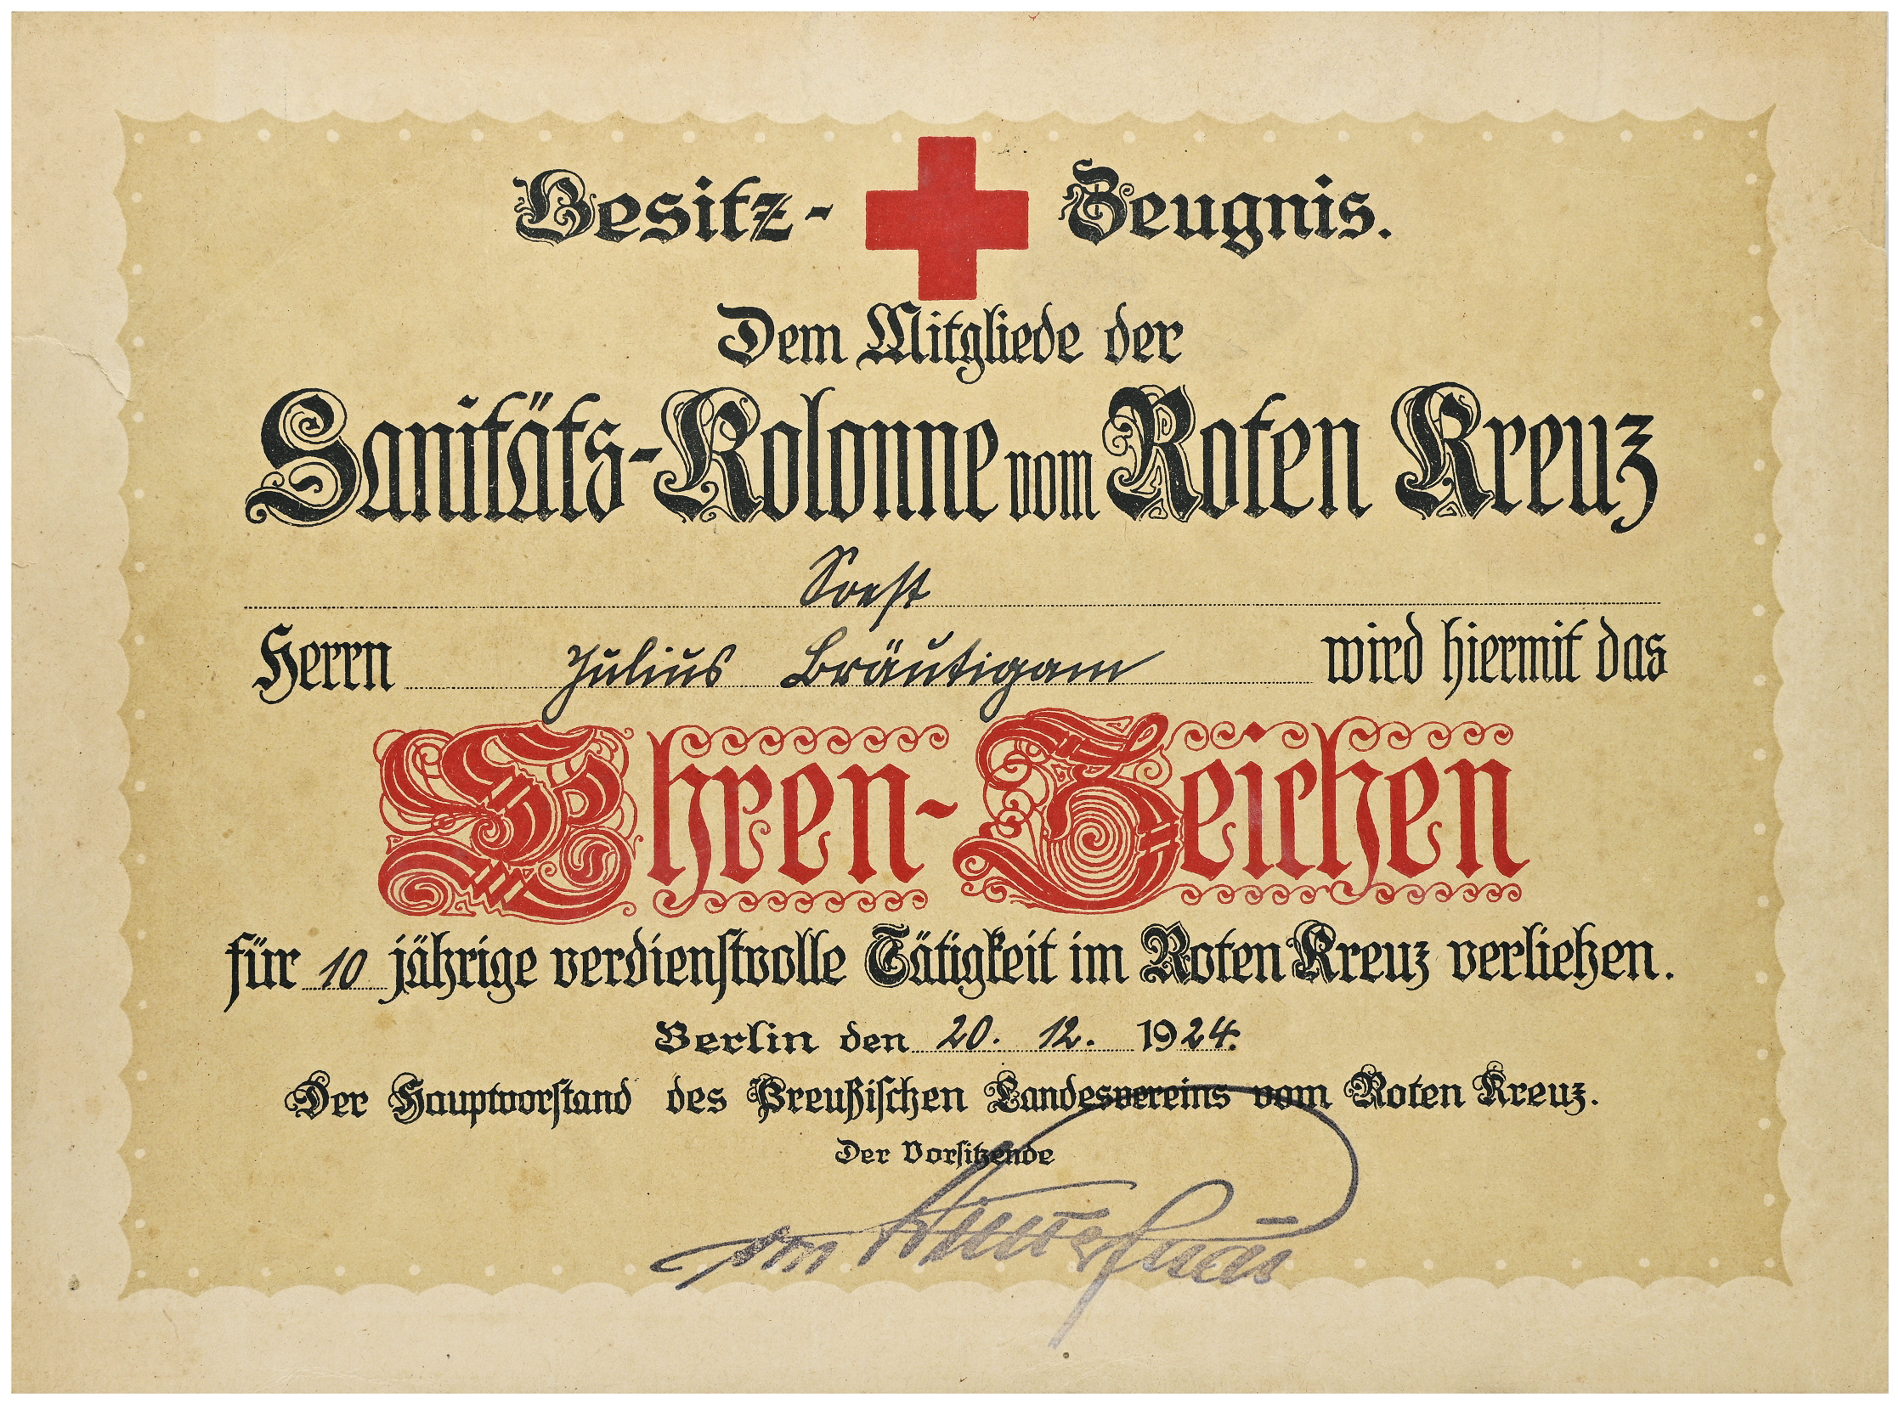 Besitz- Zeugnis.
Dem Mitgliede der
Sanitäts-Kolonne vom Roten Kreuz
Soest
Herrn Julius Bräutigam wird hiermit das
Ehren-Zeichen
für 10 jährige verdienstvolle Tätigkeit im Roten Kreuz verliehen.
Berlin den 20. 12. 1924.
Der Hauptvorstand des Preußischen Landesvereins vom Roten Kreuz.
Der Vorsitzende
von